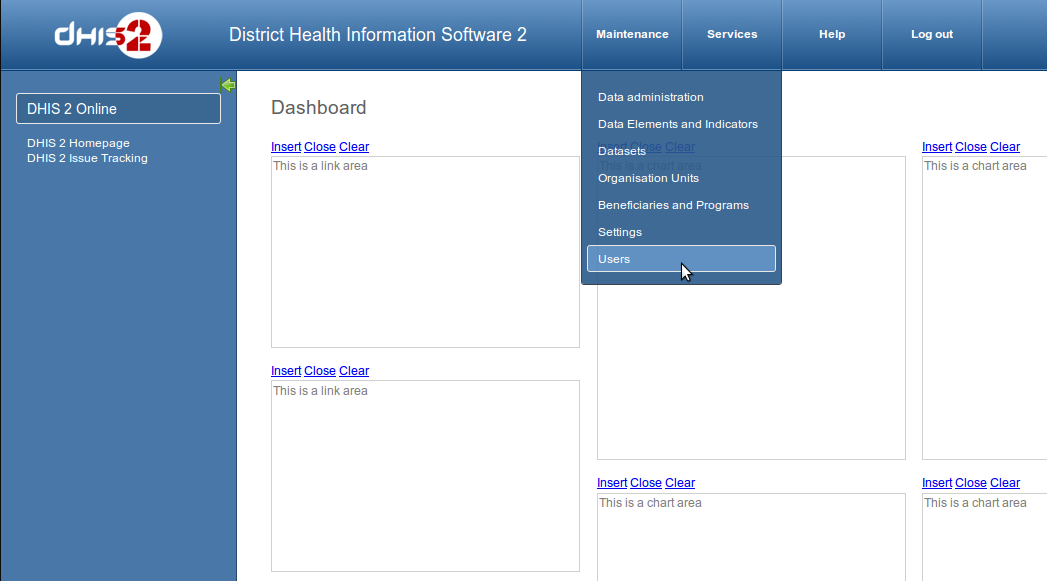 dhis2
District Health Information Software 2
Maintenance
Services
Help
Log out
DHIS 2 Online
DHIS 2 Homepage
DHIS 2 Issue Tracking
Dashboard
Insert Close Clear
This is a link area
Insert Close Clear
This is a link area
Data administration
Data Elements and Indicators
Insert Close Clear
Datasets
This is a chart area
Organisation Units
Beneficiaries and Programs
Settings
Users
Insert Close Clear
This is a chart area
Insert Close Clear
This is a chart area
Insert Close Clear
This is a chart area